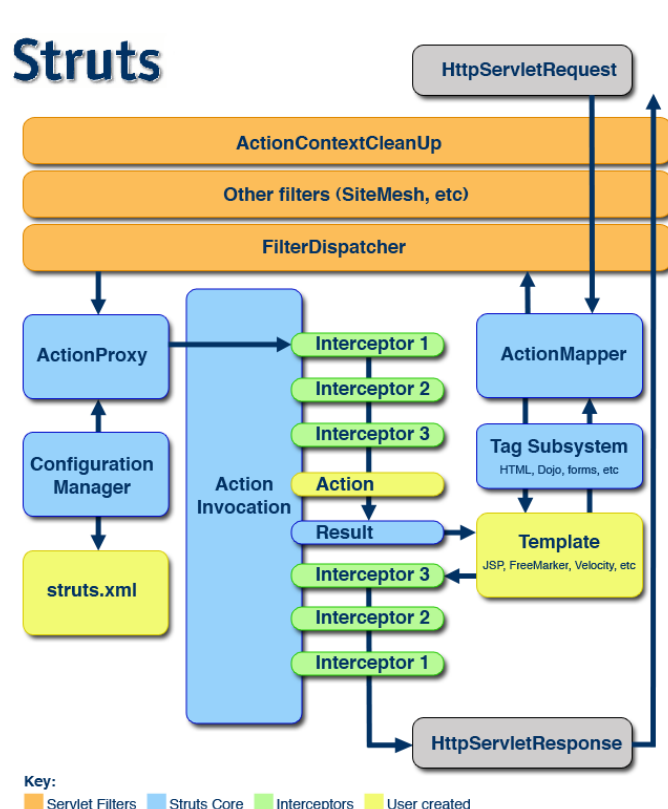 Struts
HttpServletRequest
ActionContextCleanUp
Other filters (SiteMesh, etc)
FilterDispatcher
ActionProxy
Interceptor 1
ActionMapper
Interceptor 2
Interceptor 3
Configuration
Manager
Tag Subsystem
HTML, Dojo, forms, etc
Action
Invocation
Action
Result
Template
JSP, FreeMarker, Velocity, etc
struts.xml
Interceptor 3
Interceptor 2
Interceptor 1
HttpServletResponse
Key:
Servlet Filters
Struts Core
Interceptors
User created